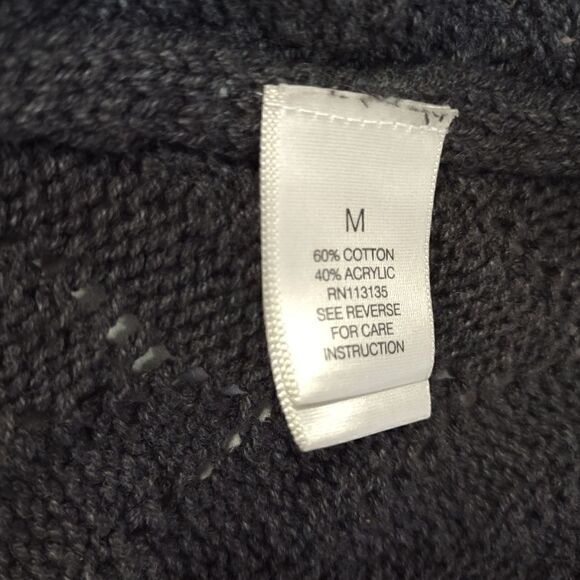 M
60% COTTON
40% ACRYLIC
RN113135
SEE REVERSE
FOR CARE
INSTRUCTION